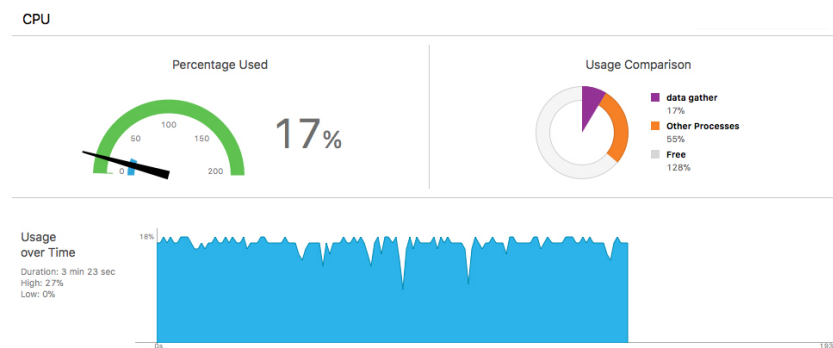 CPU
Percentage Used
0
50
100
150
200
17%
Usage Comparison
data gather
17%
Other Processes
55%
Free
128%
Usage
over Time
Duration: 3 min 23 sec
High: 27%
Low: 0%
18%
0s